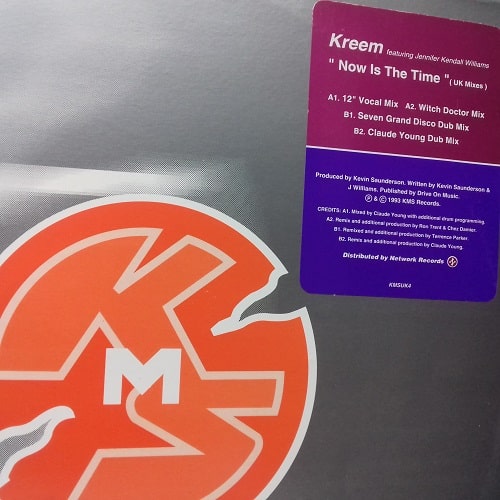 Kreem featuring Jennifer Kendall Williams
" Now Is The Time " ( UK Mixes )
A1. 12" Vocal Mix A2. Witch Doctor Mix
B1. Seven Grand Disco Dub Mix
B2. Claude Young Dub Mix
Produced by Kevin Saunderson, Written by Kevin Saunderson &
J Williams, Published by Drive On Music.
℗ & © 1993 KMS Records.
CREDITS: A1. Mixed by Claude Young with additional drum programming.
A2. Remix and additional production by Ron Trent & Chez Damier.
B1. Remixed and additional production by Terrence Parker.
B2. Remix and additional production by Claude Young.
Distributed by Network Records
KMSUK4
K M S